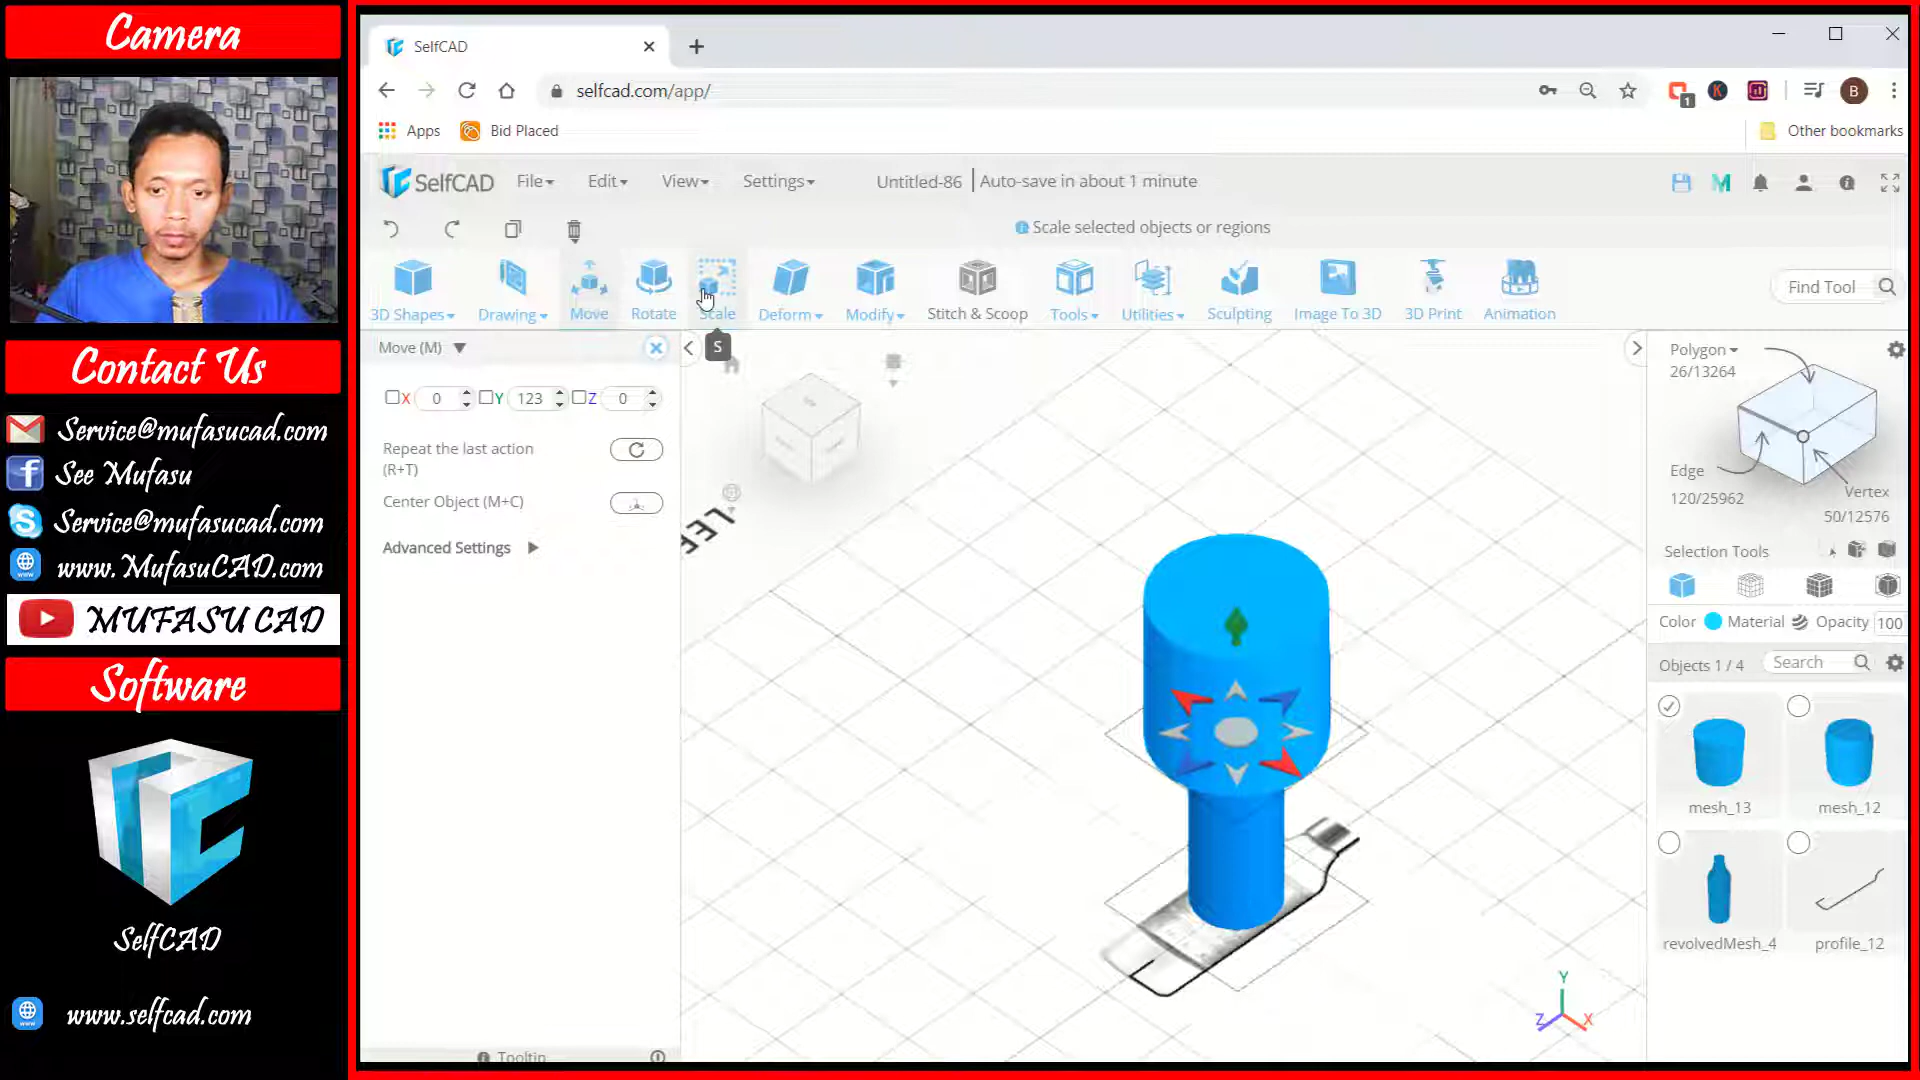 Camera
Contact Us
Service@mufasucad.com
See Mufasu
Service@mufasucad.com
www.MufasuCAD.com
MUFASU CAD
Software
SelfCAD
www.selfcad.com
SelfCAD
selfcad.com/app/
1
B
Apps
Bid Placed
Other bookmarks
SelfCAD
File
Edit
View
Settings
Untitled-86
Auto-save in about 1 minute
Scale selected objects or regions
3D Shapes
Drawing
Move
Rotate
Scale
Deform
Modify
Stitch & Scoop
Tools
Utilities
Sculpting
Image To 3D
3D Print
Animation
Find Tool
Move (M)
S
X 0 Y 123 Z 0
Repeat the last action
(R+T)
Center Object (M+C)
Advanced Settings
Tooltip
Y
Z
X
Polygon
26/13264
Edge
120/25962
Vertex
50/12576
Selection Tools
Color
Material
Opacity
100
Objects 1 / 4
Search
mesh_13
mesh_12
revolvedMesh_4
profile_12